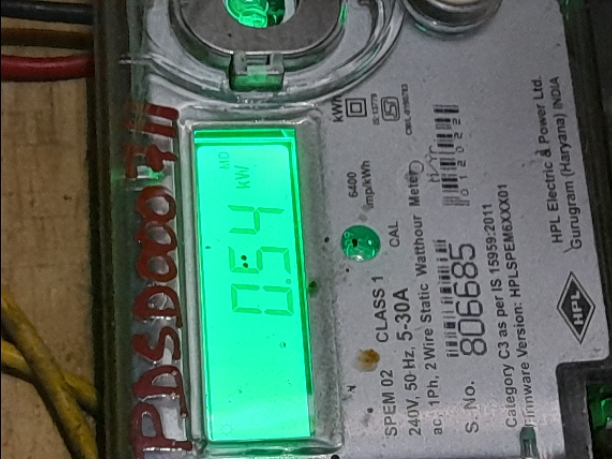 PDSD000711
MD
kW
0.54
kWh
6400
imp/kWh
CAL
SPEM 02 CLASS 1
240V, 50 Hz, 5-30A
ac, 1Ph, 2 Wire Static Watthour Meter
S. No. 806685
Category C3 as per IS 15959:2011
Firmware Version: HPLSPEM6XXX01
HPL
HPL Electric & Power Ltd.
Gurugram (Haryana) INDIA